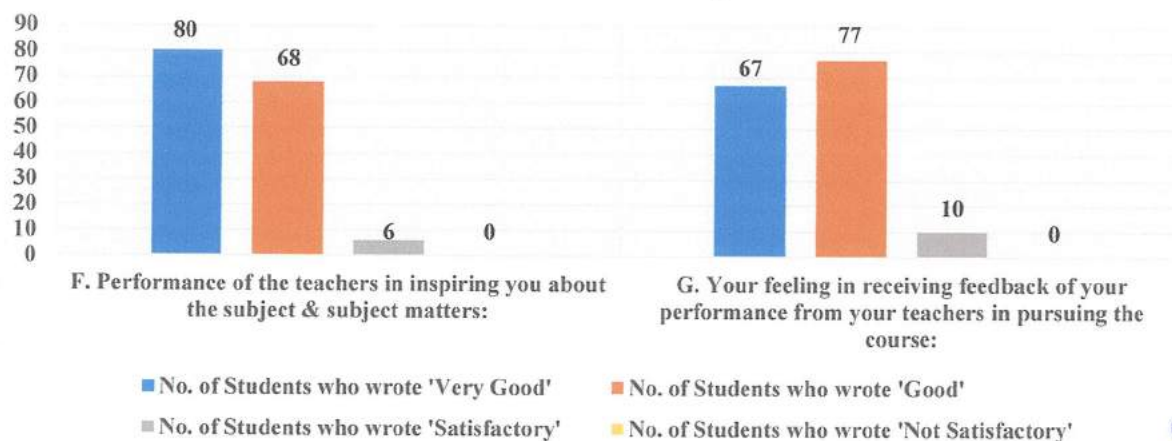 90
80
70
60
50
40
30
20
10
0
80
68
6
0
67
77
10
0
F. Performance of the teachers in inspiring you about
the subject & subject matters:
G. Your feeling in receiving feedback of your
performance from your teachers in pursuing the
course:
No. of Students who wrote 'Very Good'
No. of Students who wrote 'Good'
No. of Students who wrote 'Satisfactory'
No. of Students who wrote 'Not Satisfactory'